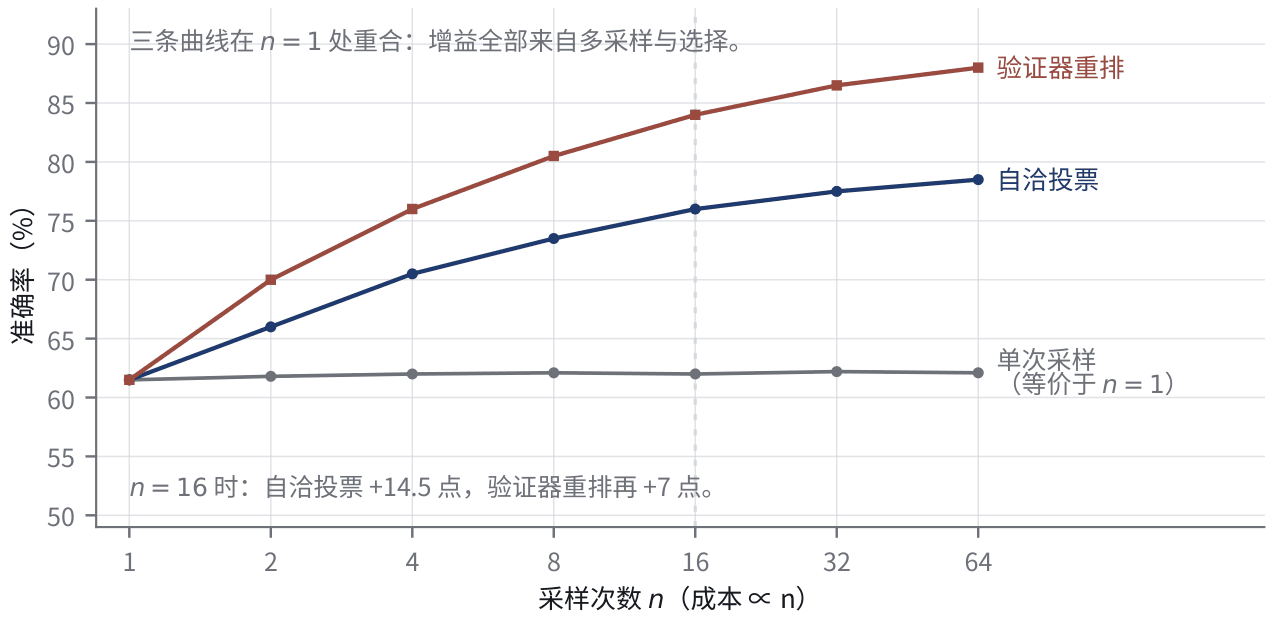 三条曲线在 n = 1 处重合：增益全部来自多采样与选择。
验证器重排
自洽投票
单次采样
（等价于 n = 1）
n = 16 时：自洽投票 +14.5 点，验证器重排再 +7 点。
准确率（%）
90
85
80
75
70
65
60
55
50
1 2 4 8 16 32 64
采样次数 n（成本 ∝ n）